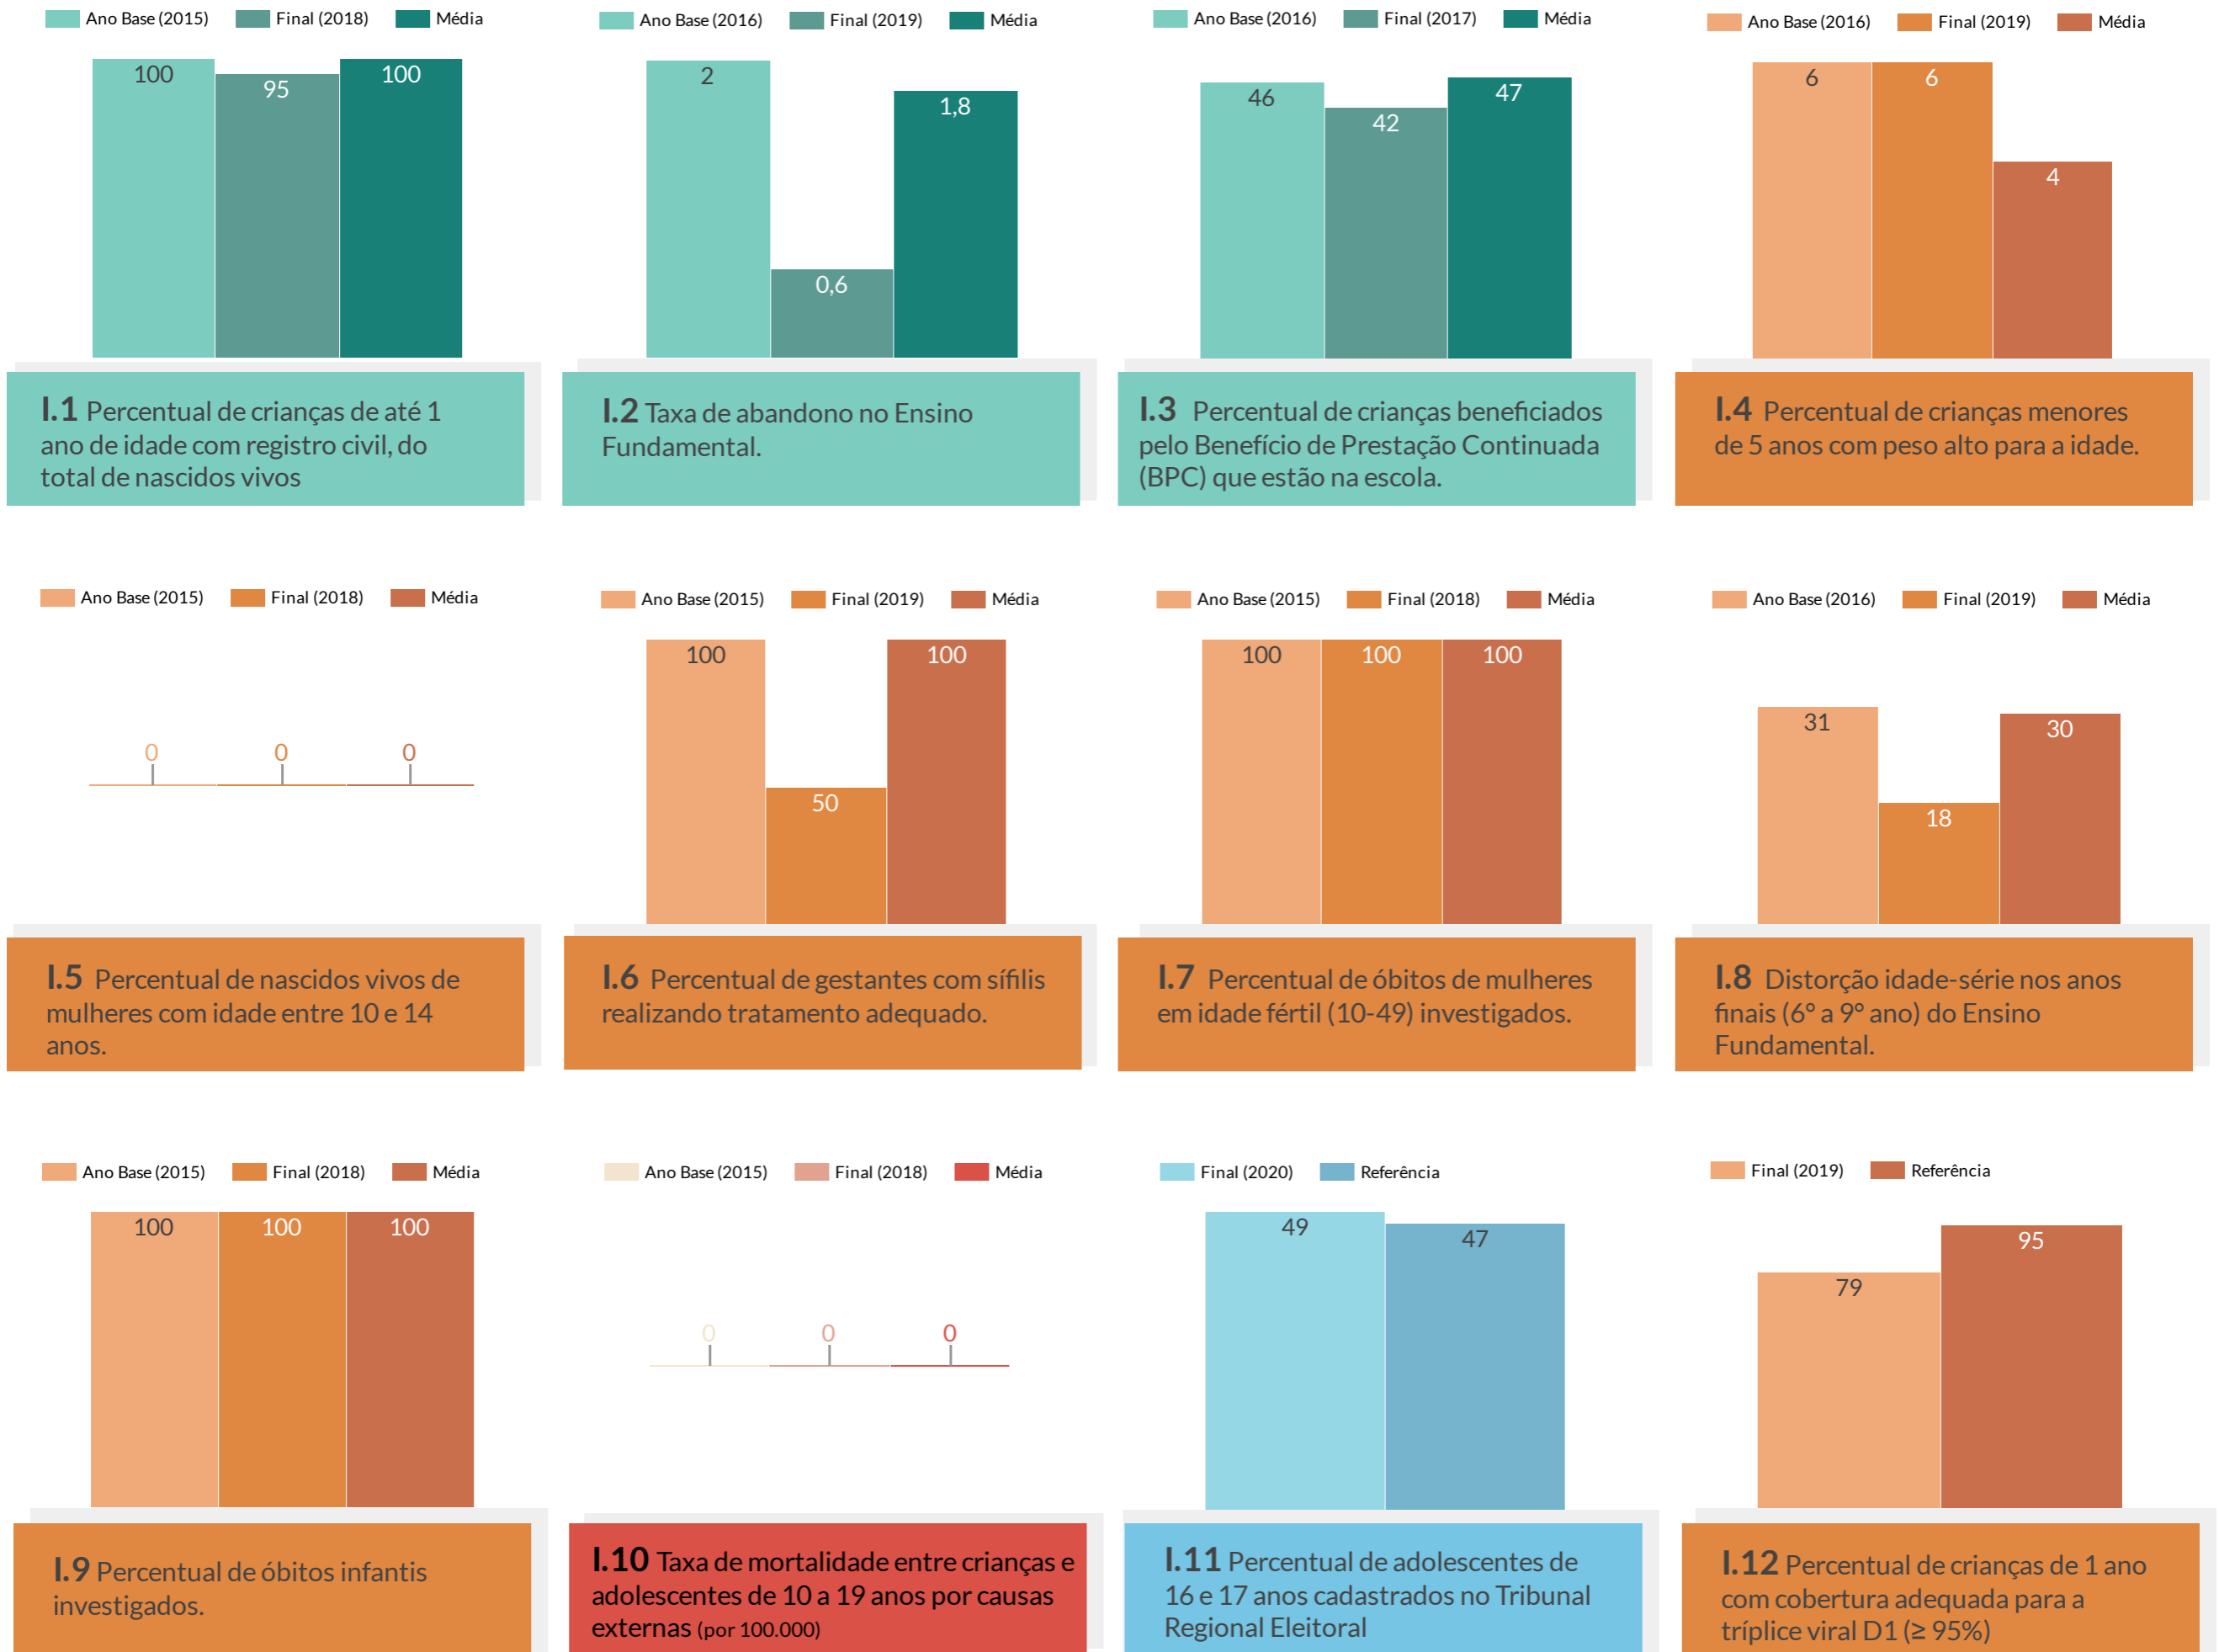 Ano Base (2015) Final (2018) Média
100
95
100
I.1 Percentual de crianças de até 1
ano de idade com registro civil, do
total de nascidos vivos
Ano Base (2016) Final (2019) Média
2
0,6
1,8
I.2 Taxa de abandono no Ensino
Fundamental.
Ano Base (2016) Final (2017) Média
46
42
47
I.3 Percentual de crianças beneficiados
pelo Benefício de Prestação Continuada
(BPC) que estão na escola.
Ano Base (2016) Final (2019) Média
6
6
4
I.4 Percentual de crianças menores
de 5 anos com peso alto para a idade.
Ano Base (2015) Final (2018) Média
0
0
0
I.5 Percentual de nascidos vivos de
mulheres com idade entre 10 e 14
anos.
Ano Base (2015) Final (2019) Média
100
50
100
I.6 Percentual de gestantes com sífilis
realizando tratamento adequado.
Ano Base (2015) Final (2018) Média
100
100
100
I.7 Percentual de óbitos de mulheres
em idade fértil (10-49) investigados.
Ano Base (2016) Final (2019) Média
31
18
30
I.8 Distorção idade-série nos anos
finais (6° a 9° ano) do Ensino
Fundamental.
Ano Base (2015) Final (2018) Média
100
100
100
I.9 Percentual de óbitos infantis
investigados.
Ano Base (2015) Final (2018) Média
0
0
0
I.10 Taxa de mortalidade entre crianças e
adolescentes de 10 a 19 anos por causas
externas (por 100.000)
Final (2020) Referência
49
47
I.11 Percentual de adolescentes de
16 e 17 anos cadastrados no Tribunal
Regional Eleitoral
Final (2019) Referência
79
95
I.12 Percentual de crianças de 1 ano
com cobertura adequada para a
tríplice viral D1 (≥ 95%)